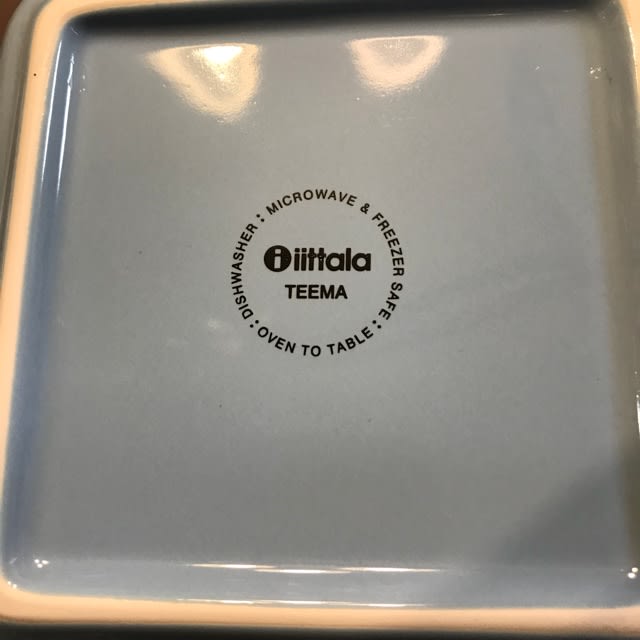 DISHWASHER : MICROWAVE & FREEZER SAFE :
iittala
TEEMA
OVEN TO TABLE :